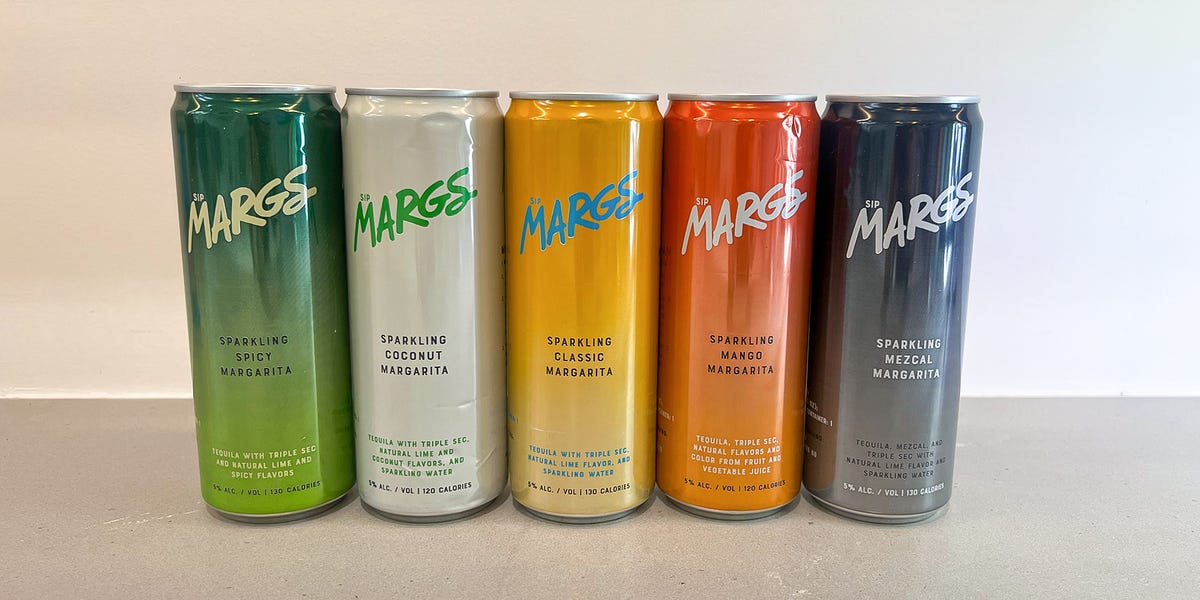 SIP
MARGS
SPARKLING
SPICY
MARGARITA
TEQUILA WITH TRIPLE SEC
AND NATURAL LIME AND
SPICY FLAVORS
5% ALC. / VOL | 130 CALORIES
SIP
MARGS
SPARKLING
COCONUT
MARGARITA
TEQUILA WITH TRIPLE SEC,
NATURAL LIME AND
COCONUT FLAVORS, AND
SPARKLING WATER
5% ALC. / VOL | 120 CALORIES
SIP
MARGS
SPARKLING
CLASSIC
MARGARITA
TEQUILA WITH TRIPLE SEC,
NATURAL LIME FLAVOR, AND
SPARKLING WATER
5% ALC. / VOL | 130 CALORIES
SIP
MARGS
SPARKLING
MANGO
MARGARITA
TEQUILA, TRIPLE SEC,
NATURAL FLAVORS AND
COLOR FROM FRUIT AND
VEGETABLE JUICE
5% ALC. / VOL | 120 CALORIES
SIP
MARGS
SPARKLING
MEZCAL
MARGARITA
TEQUILA, MEZCAL, AND
TRIPLE SEC WITH
NATURAL LIME FLAVOR AND
SPARKLING WATER
5% ALC. / VOL | 130 CALORIES